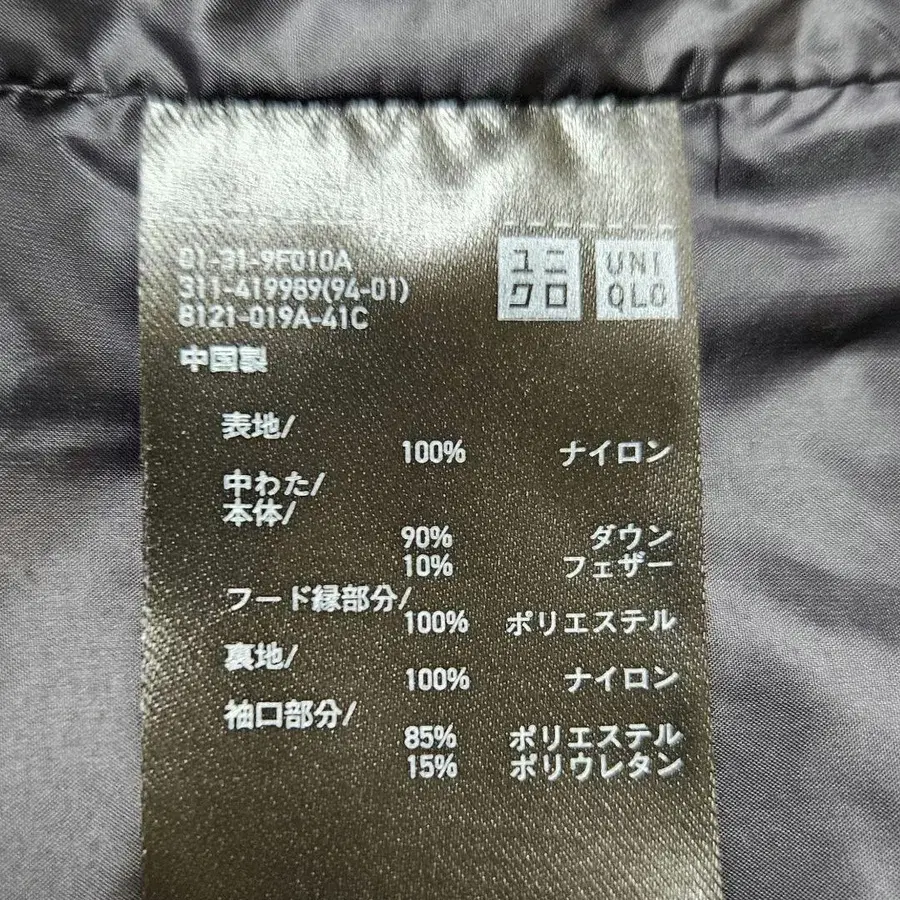 01-31-9F010A
311-419989(94-01)
8121-019A-41C
ユニ
クロ
UNI
QLO
中国製
表地/
100% ナイロン
中わた/
本体/
90% ダウン
10% フェザー
フード縁部分/
100% ポリエステル
裏地/
100% ナイロン
袖口部分/
85% ポリエステル
15% ポリウレタン